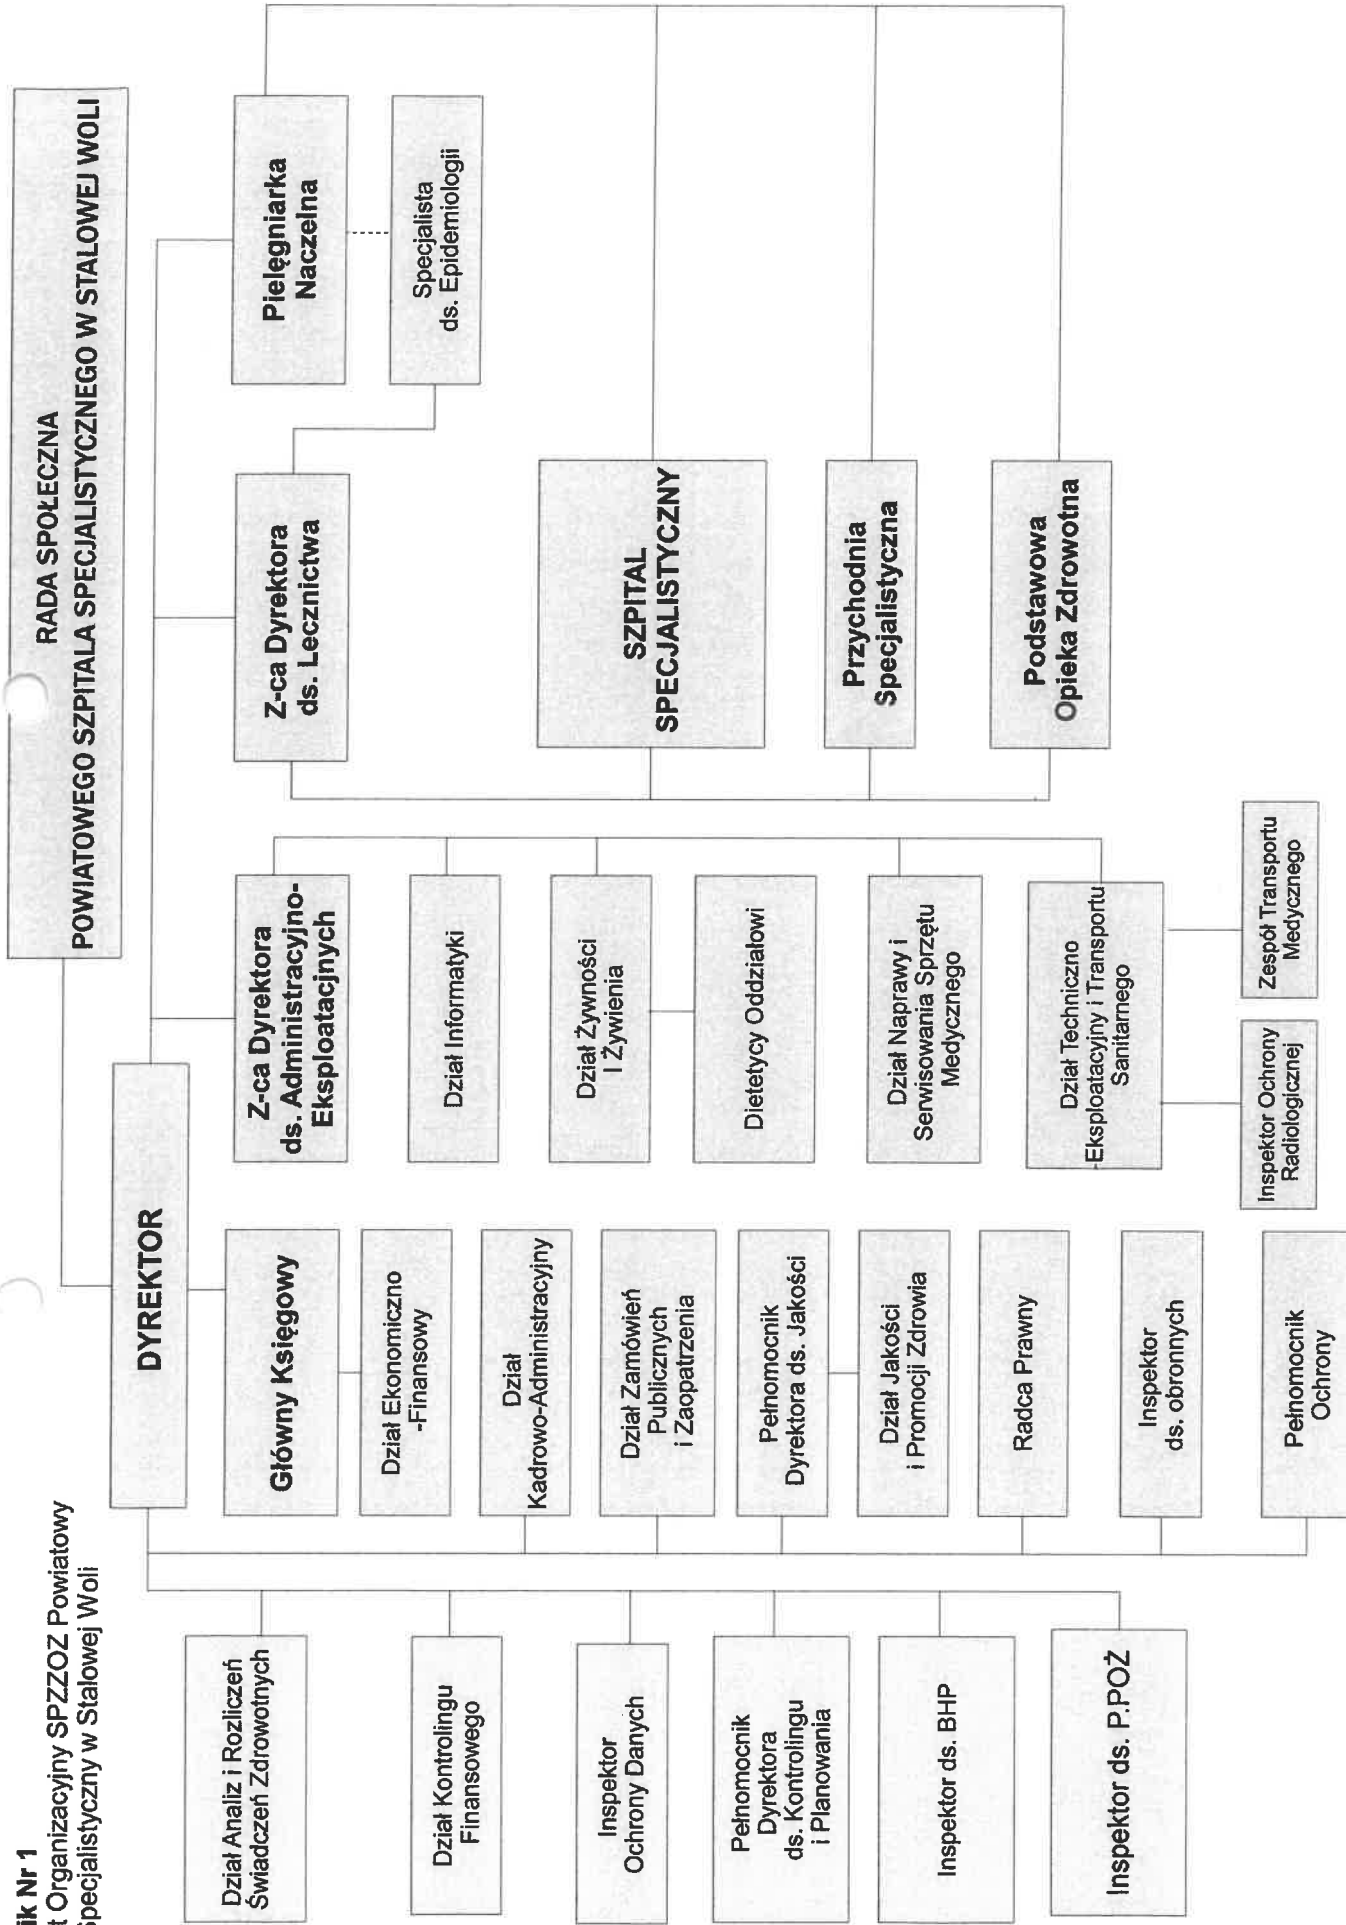 ik Nr 1
t Organizacyjny SPZZOZ Powiatowy
Specjalistyczny w Stalowej Woli
RADA SPOŁECZNA
POWIATOWEGO SZPITALA SPECJALISTYCZNEGO W STALOWEJ WOLI
DYREKTOR
Dział Analiz i Rozliczeń
Świadczeń Zdrowotnych
Dział Kontrolingu
Finansowego
Inspektor
Ochrony Danych
Pełnomocnik
Dyrektora
ds. Kontrolingu
i Planowania
Inspektor ds. BHP
Inspektor ds. P.POŻ
Główny Księgowy
Dział Ekonomiczno
-Finansowy
Dział
Kadrowo-Administracyjny
Dział Zamówień
Publicznych
i Zaopatrzenia
Pełnomocnik
Dyrektora ds. Jakości
Dział Jakości
i Promocji Zdrowia
Radca Prawny
Inspektor
ds. obronnych
Pełnomocnik
Ochrony
Z-ca Dyrektora
ds. Administracyjno-
Eksploatacjnych
Dział Informatyki
Dział Żywności
I Żywienia
Dietetycy Oddziałowi
Dział Naprawy i
Serwisowania Sprzętu
Medycznego
Dział Techniczno
-Eksploatacyjny i Transportu
Sanitarnego
Inspektor Ochrony
Radiologicznej
Zespół Transportu
Medycznego
Z-ca Dyrektora
ds. Lecznictwa
SZPITAL
SPECJALISTYCZNY
Przychodnia
Specjalistyczna
Podstawowa
Opieka Zdrowotna
Pielęgniarka
Naczelna
Specjalista
ds. Epidemiologii